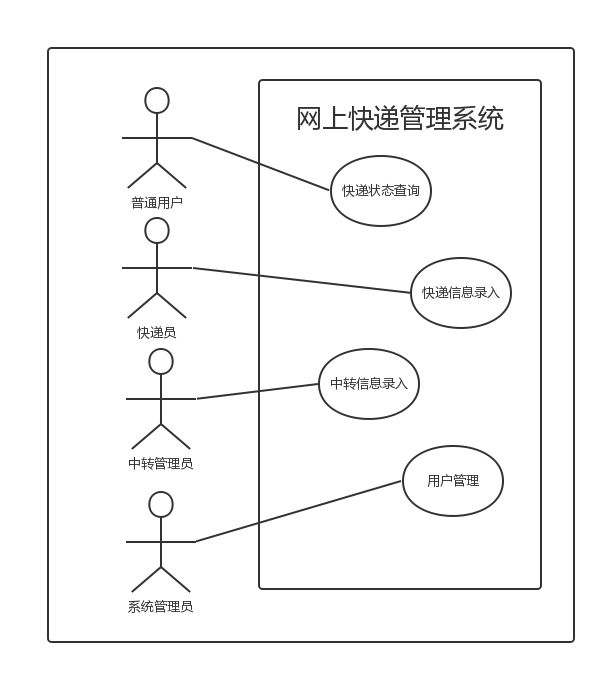 网上快递管理系统
普通用户
快递状态查询
快递员
快递信息录入
中转管理员
中转信息录入
系统管理员
用户管理